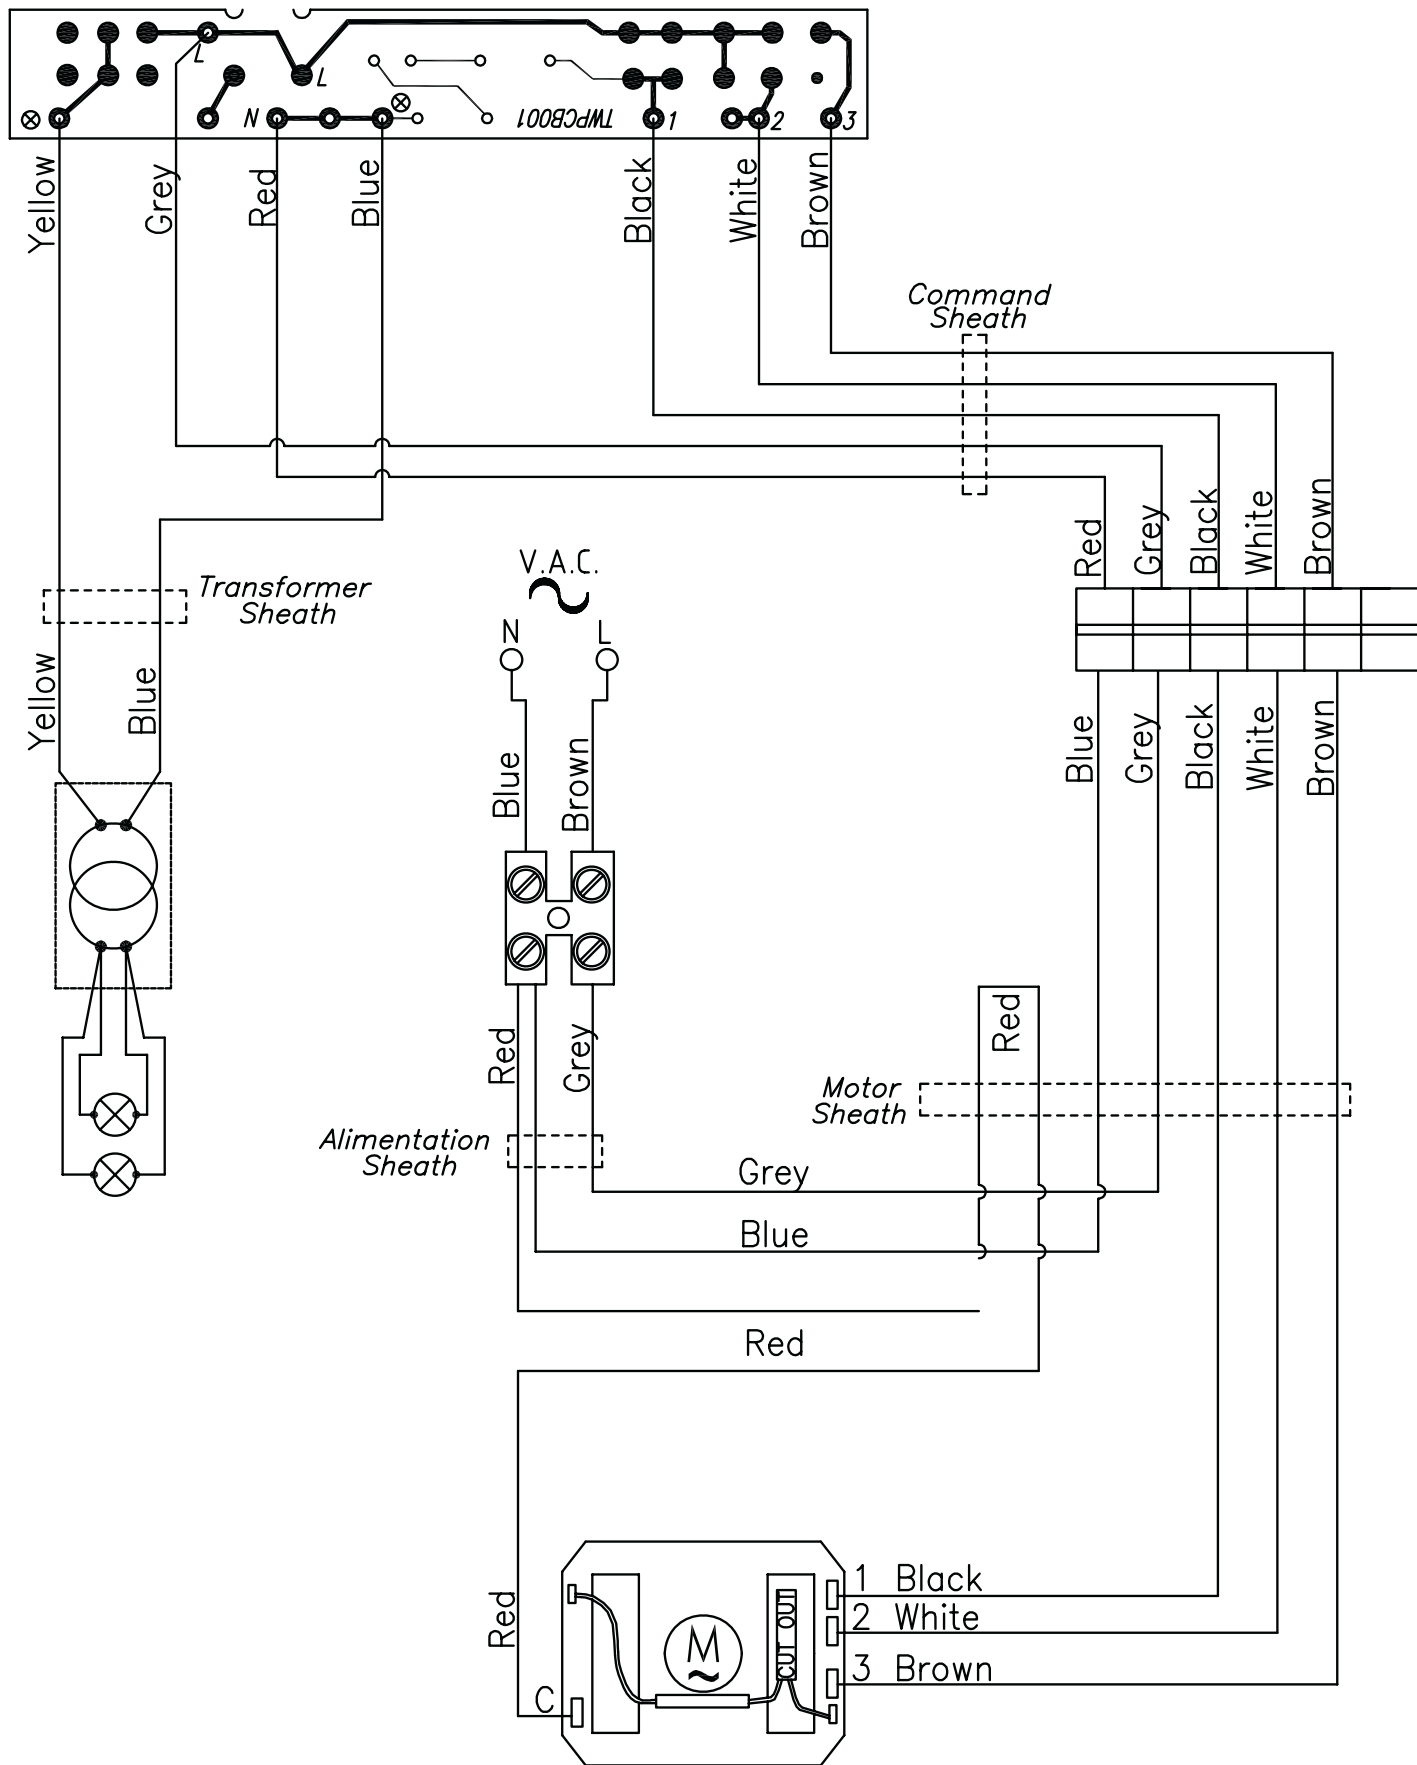 L
L
N
TWPCB001
1
2
3
Yellow
Grey
Red
Blue
Black
White
Brown
Command
Sheath
Red
Grey
Black
White
Brown
V.A.C.
N
L
Transformer
Sheath
Yellow
Blue
Blue
Brown
Blue
Grey
Black
White
Brown
Red
Grey
Red
Motor
Sheath
Alimentation
Sheath
Grey
Blue
Red
Red
C
M
CUT OUT
1 Black
2 White
3 Brown